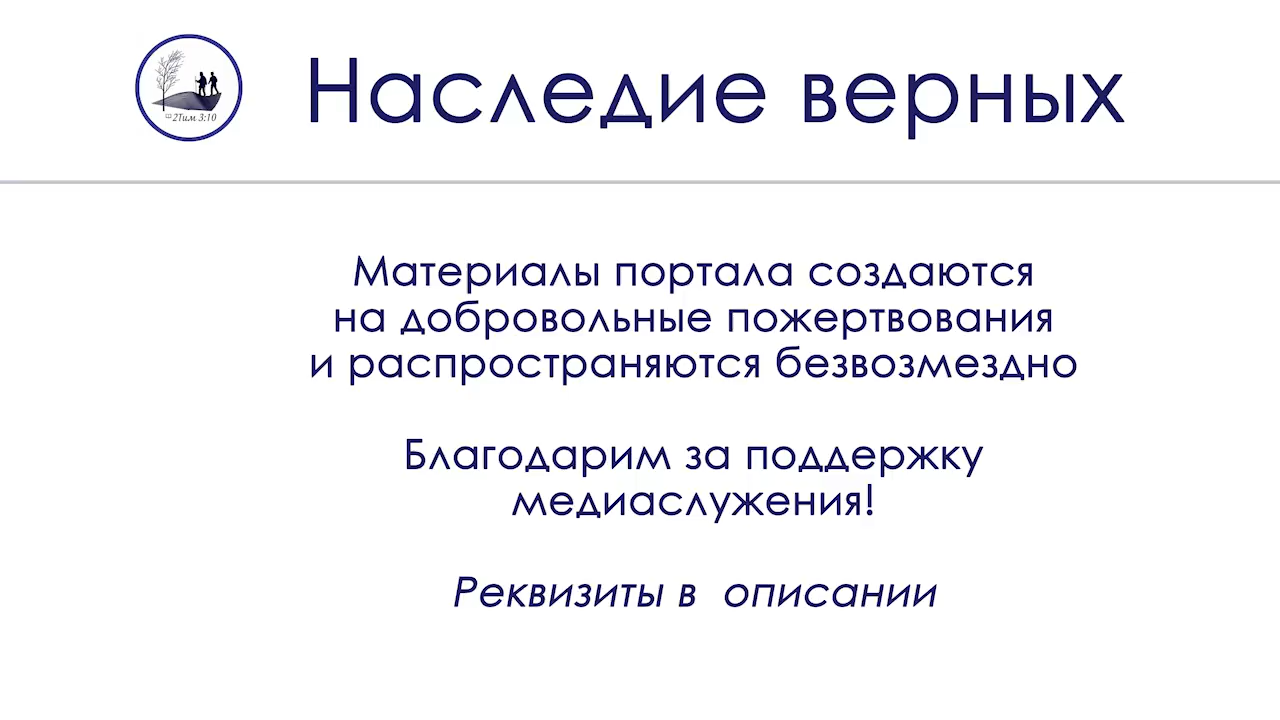 2Тим.3:10
Наследие верных
Материалы портала создаются
на добровольные пожертвования
и распространяются безвозмездно
Благодарим за поддержку
медиаслужения!
Реквизиты в описании